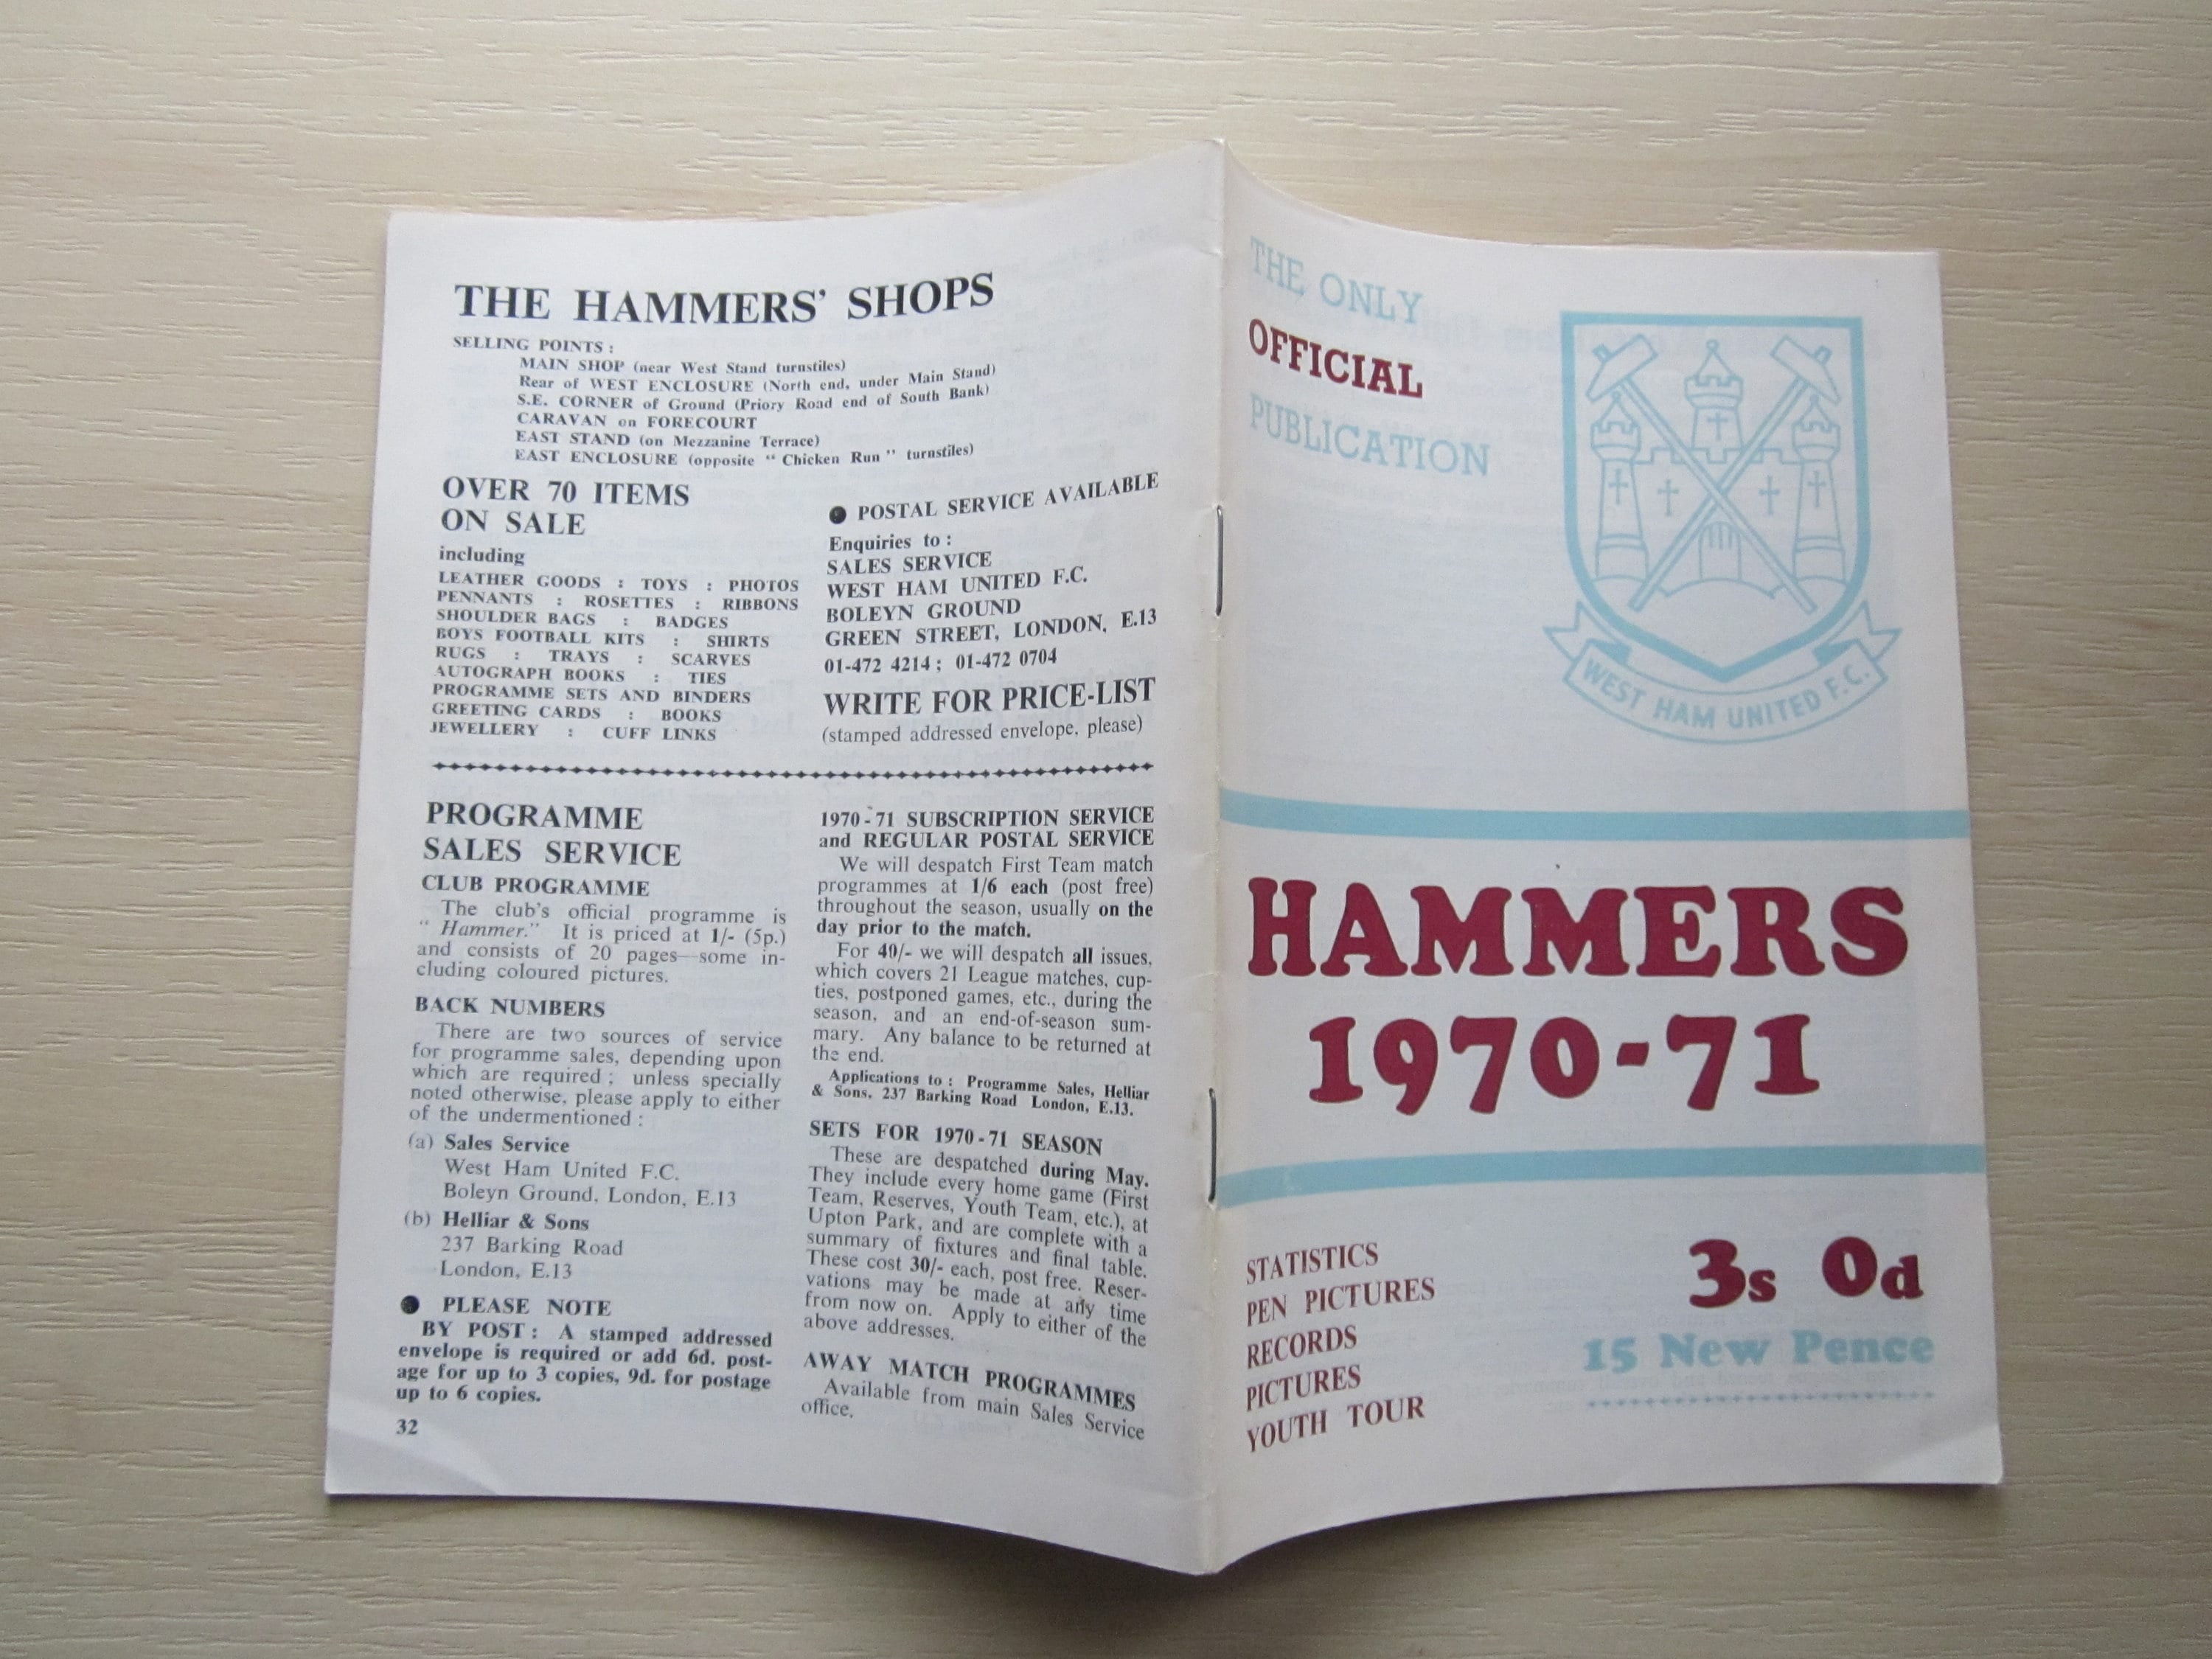 THE HAMMERS' SHOPS
SELLING POINTS :
MAIN SHOP (near West Stand turnstiles)
Rear of WEST ENCLOSURE (North end, under Main Stand)
S.E. CORNER of Ground (Priory Road end of South Bank)
CARAVAN on FORECOURT
EAST STAND (on Mezzanine Terrace)
EAST ENCLOSURE (opposite " Chicken Run " turnstiles)
OVER 70 ITEMS
ON SALE
including
LEATHER GOODS : TOYS : PHOTOS
PENNANTS : ROSETTES : RIBBONS
SHOULDER BAGS : BADGES
BOYS FOOTBALL KITS : SHIRTS
RUGS : TRAYS : SCARVES
AUTOGRAPH BOOKS : TIES
PROGRAMME SETS AND BINDERS
GREETING CARDS : BOOKS
JEWELLERY : CUFF LINKS
● POSTAL SERVICE AVAILABLE
Enquiries to :
SALES SERVICE
WEST HAM UNITED F.C.
BOLEYN GROUND
GREEN STREET, LONDON, E.13
01-472 4214 ; 01-472 0704
WRITE FOR PRICE-LIST
(stamped addressed envelope, please)
PROGRAMME
SALES SERVICE
CLUB PROGRAMME
The club's official programme is
" Hammer." It is priced at 1/- (5p.)
and consists of 20 pages—some in-
cluding coloured pictures.
BACK NUMBERS
There are two sources of service
for programme sales, depending upon
which are required ; unless specially
noted otherwise, please apply to either
of the undermentioned :
(a) Sales Service
West Ham United F.C.
Boleyn Ground, London, E.13
(b) Helliar & Sons
237 Barking Road
London, E.13
● PLEASE NOTE
BY POST : A stamped addressed
envelope is required or add 6d. post-
age for up to 3 copies, 9d. for postage
up to 6 copies.
32
1970-71 SUBSCRIPTION SERVICE
and REGULAR POSTAL SERVICE
We will despatch First Team match
programmes at 1/6 each (post free)
throughout the season, usually on the
day prior to the match.
For 40/- we will despatch all issues,
which covers 21 League matches, cup-
ties, postponed games, etc., during the
season, and an end-of-season sum-
mary. Any balance to be returned at
the end.
Applications to : Programme Sales, Helliar
& Sons, 237 Barking Road London, E.13.
SETS FOR 1970-71 SEASON
These are despatched during May.
They include every home game (First
Team, Reserves, Youth Team, etc.), at
Upton Park, and are complete with a
summary of fixtures and final table.
These cost 30/- each, post free. Reser-
vations may be made at any time
from now on. Apply to either of the
above addresses.
AWAY MATCH PROGRAMMES
Available from main Sales Service
office.
THE ONLY
OFFICIAL
PUBLICATION
WEST HAM UNITED F.C.
HAMMERS
1970-71
STATISTICS
PEN PICTURES
RECORDS
PICTURES
YOUTH TOUR
3s 0d
15 New Pence